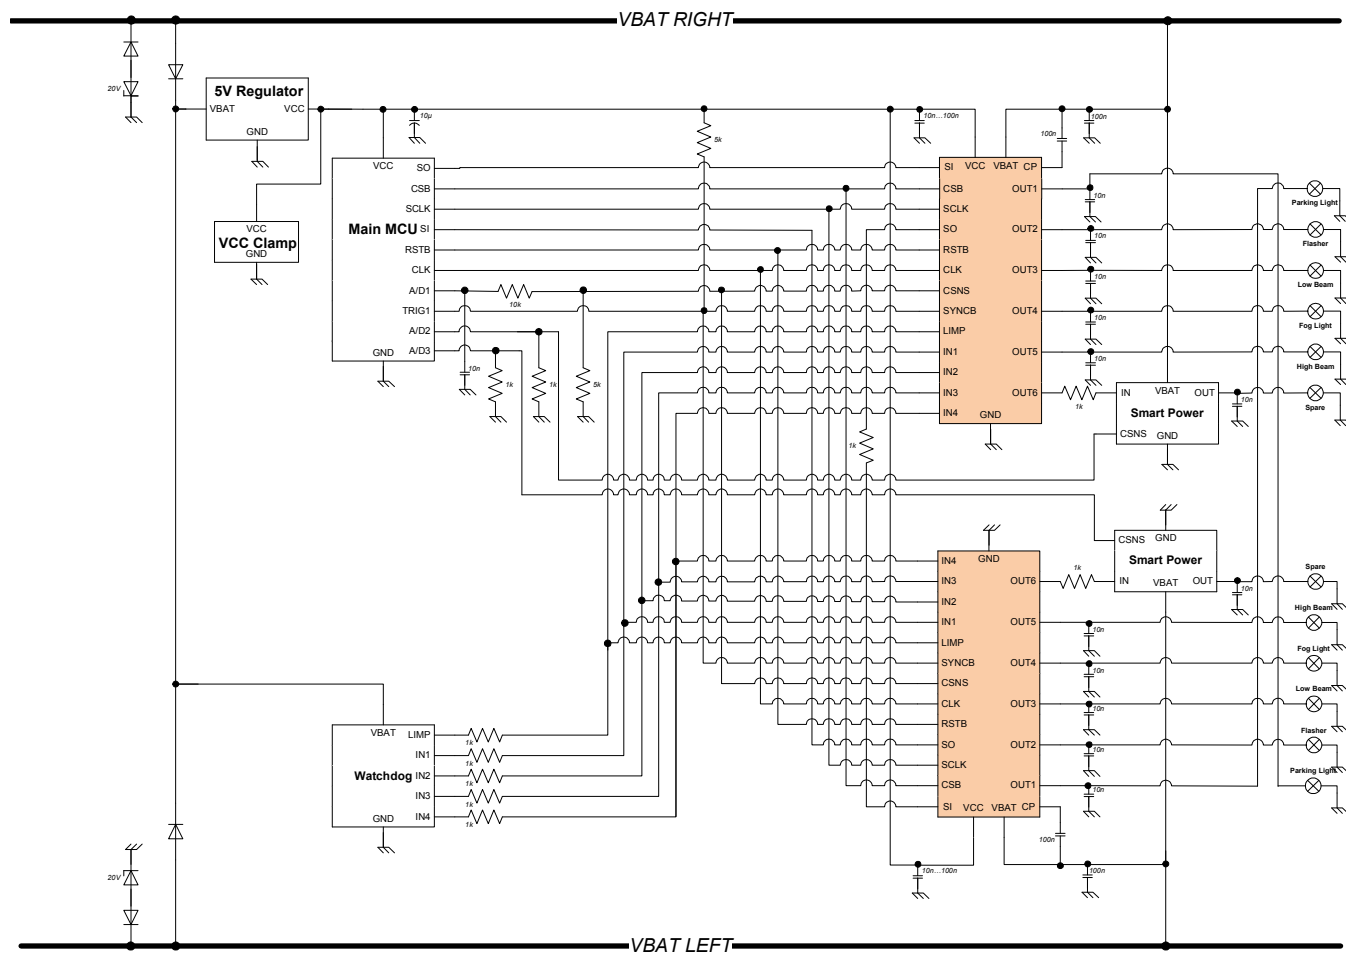 VBAT RIGHT
20V
5V Regulator
VBAT
VCC
GND
10µ
5k
10n...100n
100n
100n
VCC
VCC Clamp
GND
VCC
Main MCU
SO
CSB
SCLK
SI
RSTB
CLK
A/D1
TRIG1
A/D2
A/D3
GND
10k
10n
1k
1k
5k
1k
SI
VCC
VBAT
CP
CSB
SCLK
SO
RSTB
CLK
CSNS
SYNCB
LIMP
IN1
IN2
IN3
IN4
GND
OUT1
OUT2
OUT3
OUT4
OUT5
OUT6
10n
10n
10n
10n
10n
1k
IN
VBAT
OUT
Smart Power
CSNS
GND
10n
Parking Light
Flasher
Low Beam
Fog Light
High Beam
Spare
CSNS
GND
Smart Power
IN
VBAT
OUT
10n
1k
GND
IN4
IN3
IN2
IN1
LIMP
SYNCB
CSNS
CLK
RSTB
SO
SCLK
CSB
SI
VCC
VBAT
CP
OUT6
OUT5
OUT4
OUT3
OUT2
OUT1
10n
10n
10n
10n
10n
Spare
High Beam
Fog Light
Low Beam
Flasher
Parking Light
VBAT
Watchdog
GND
LIMP
IN1
IN2
IN3
IN4
1k
1k
1k
1k
1k
100n
10n...100n
100n
20V
VBAT LEFT